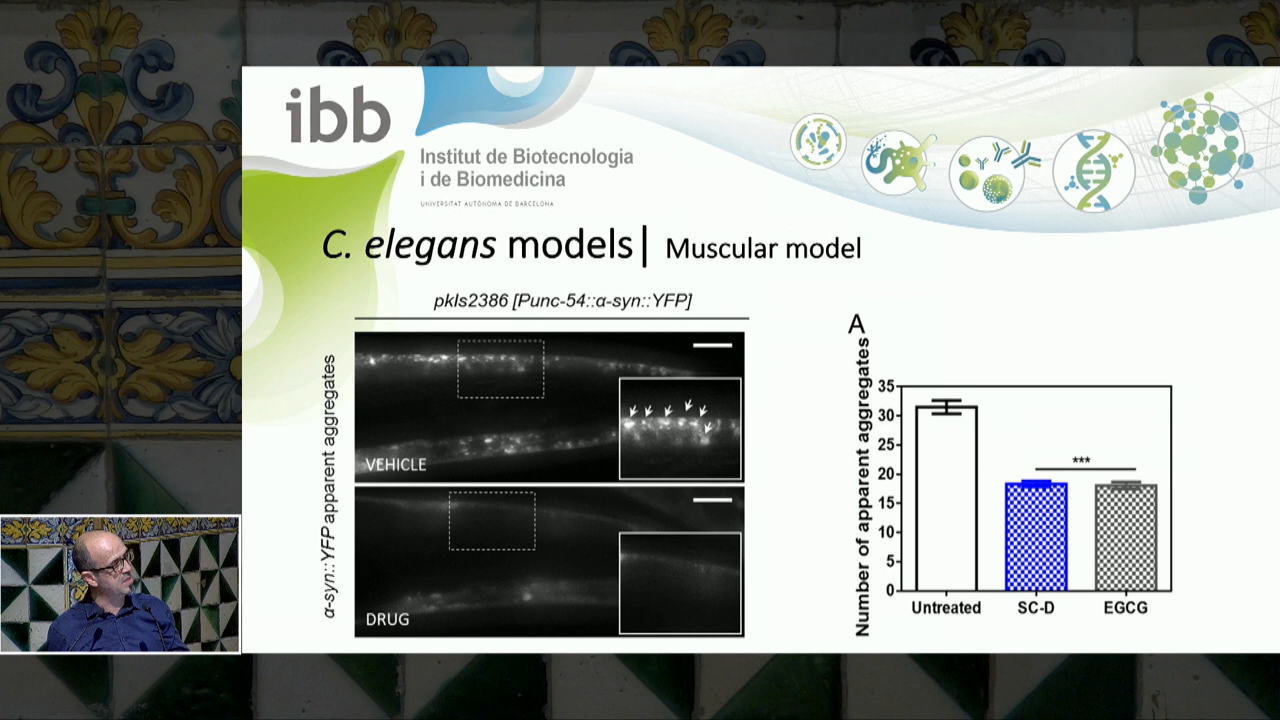 ibb
Institut de Biotecnologia
i de Biomedicina
UNIVERSITAT AUTÒNOMA DE BARCELONA
C. elegans models| Muscular model
pkIs2386 [Punc-54::α-syn::YFP]
α-syn::YFP apparent aggregates
VEHICLE
DRUG
A
Number of apparent aggregates
35
30
25
20
15
10
5
0
***
Untreated SC-D EGCG